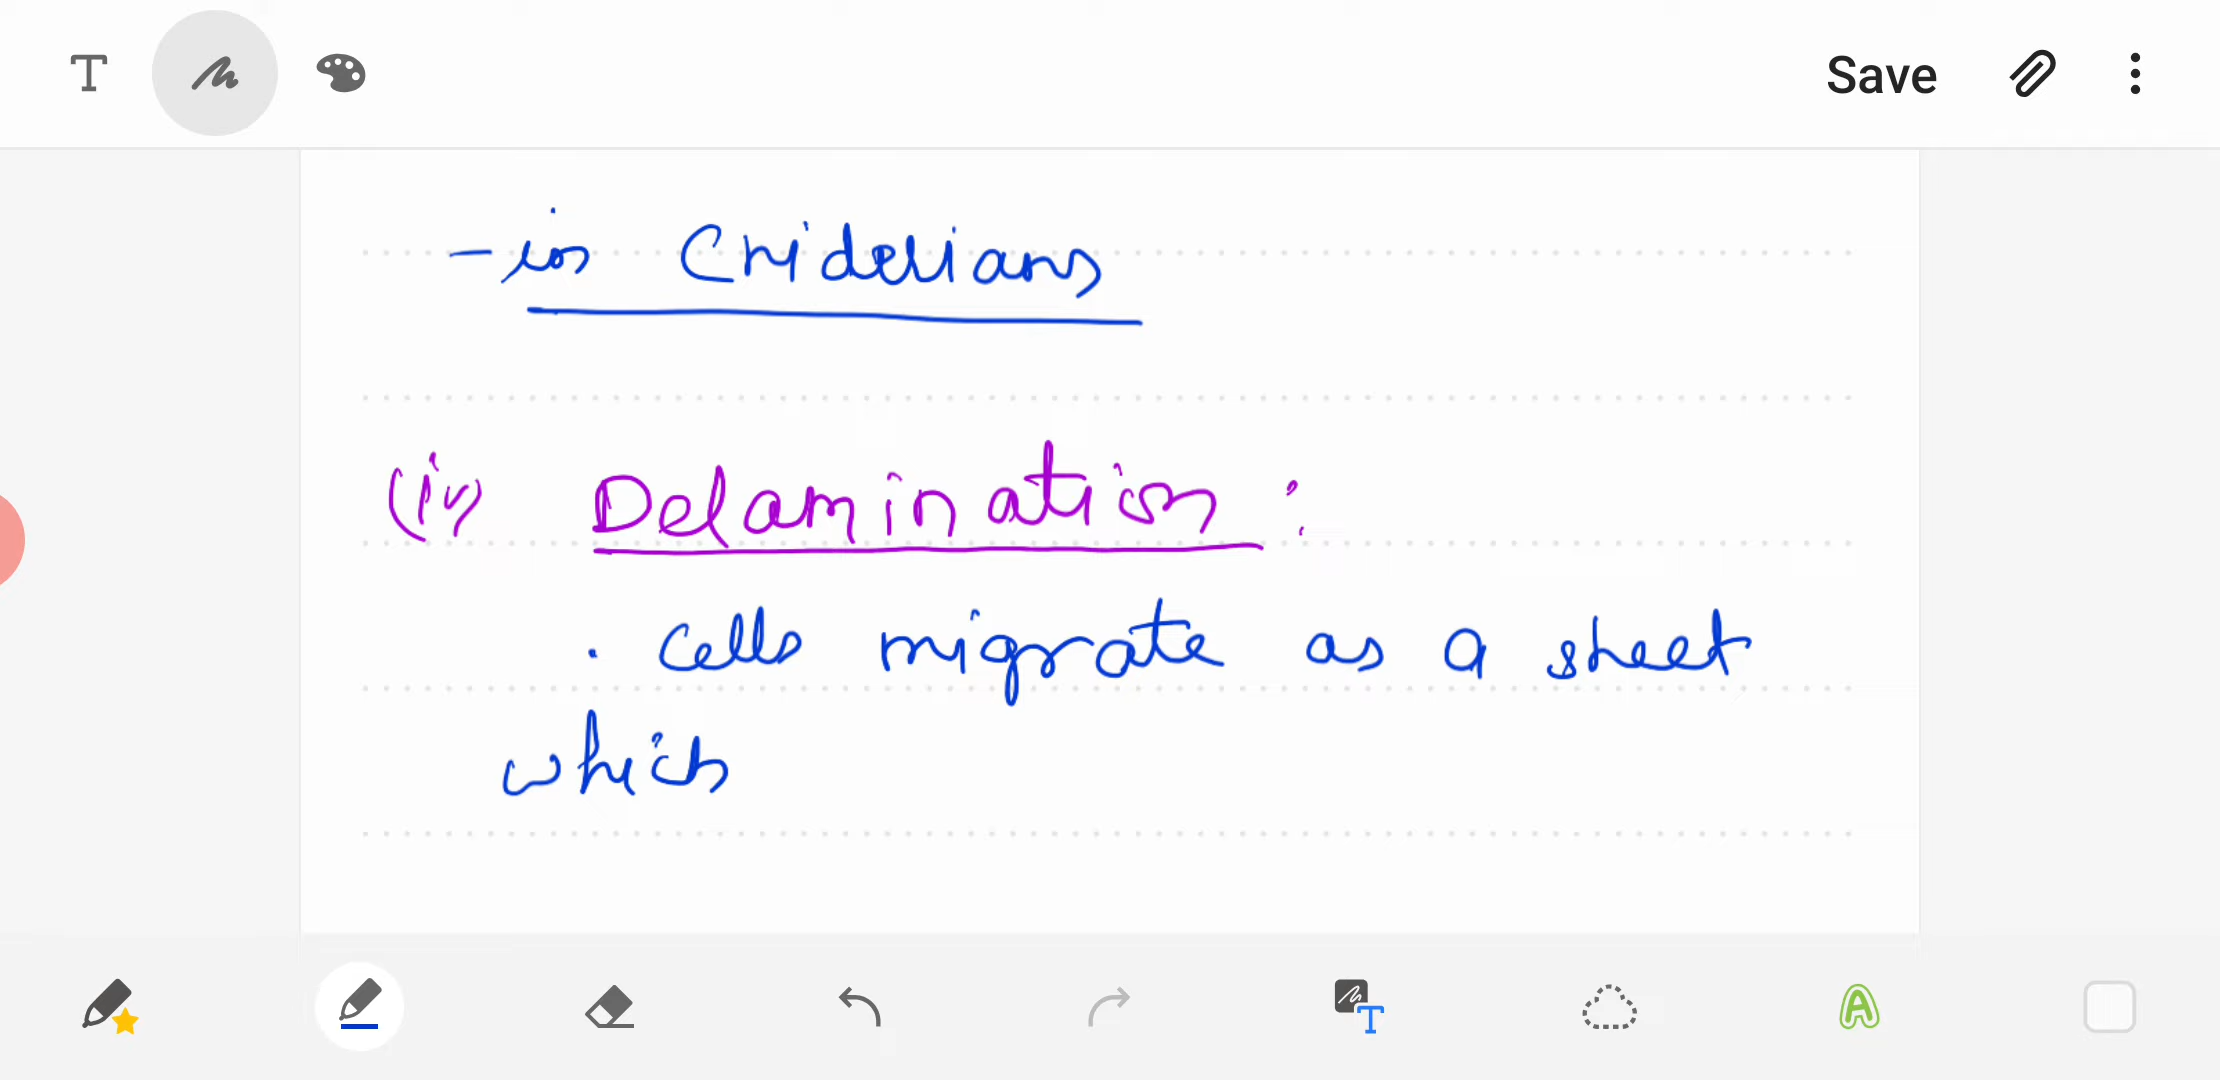 Save
- in Cnidarians
(iv) Delamination :
. Cells migrate as a sheet
which